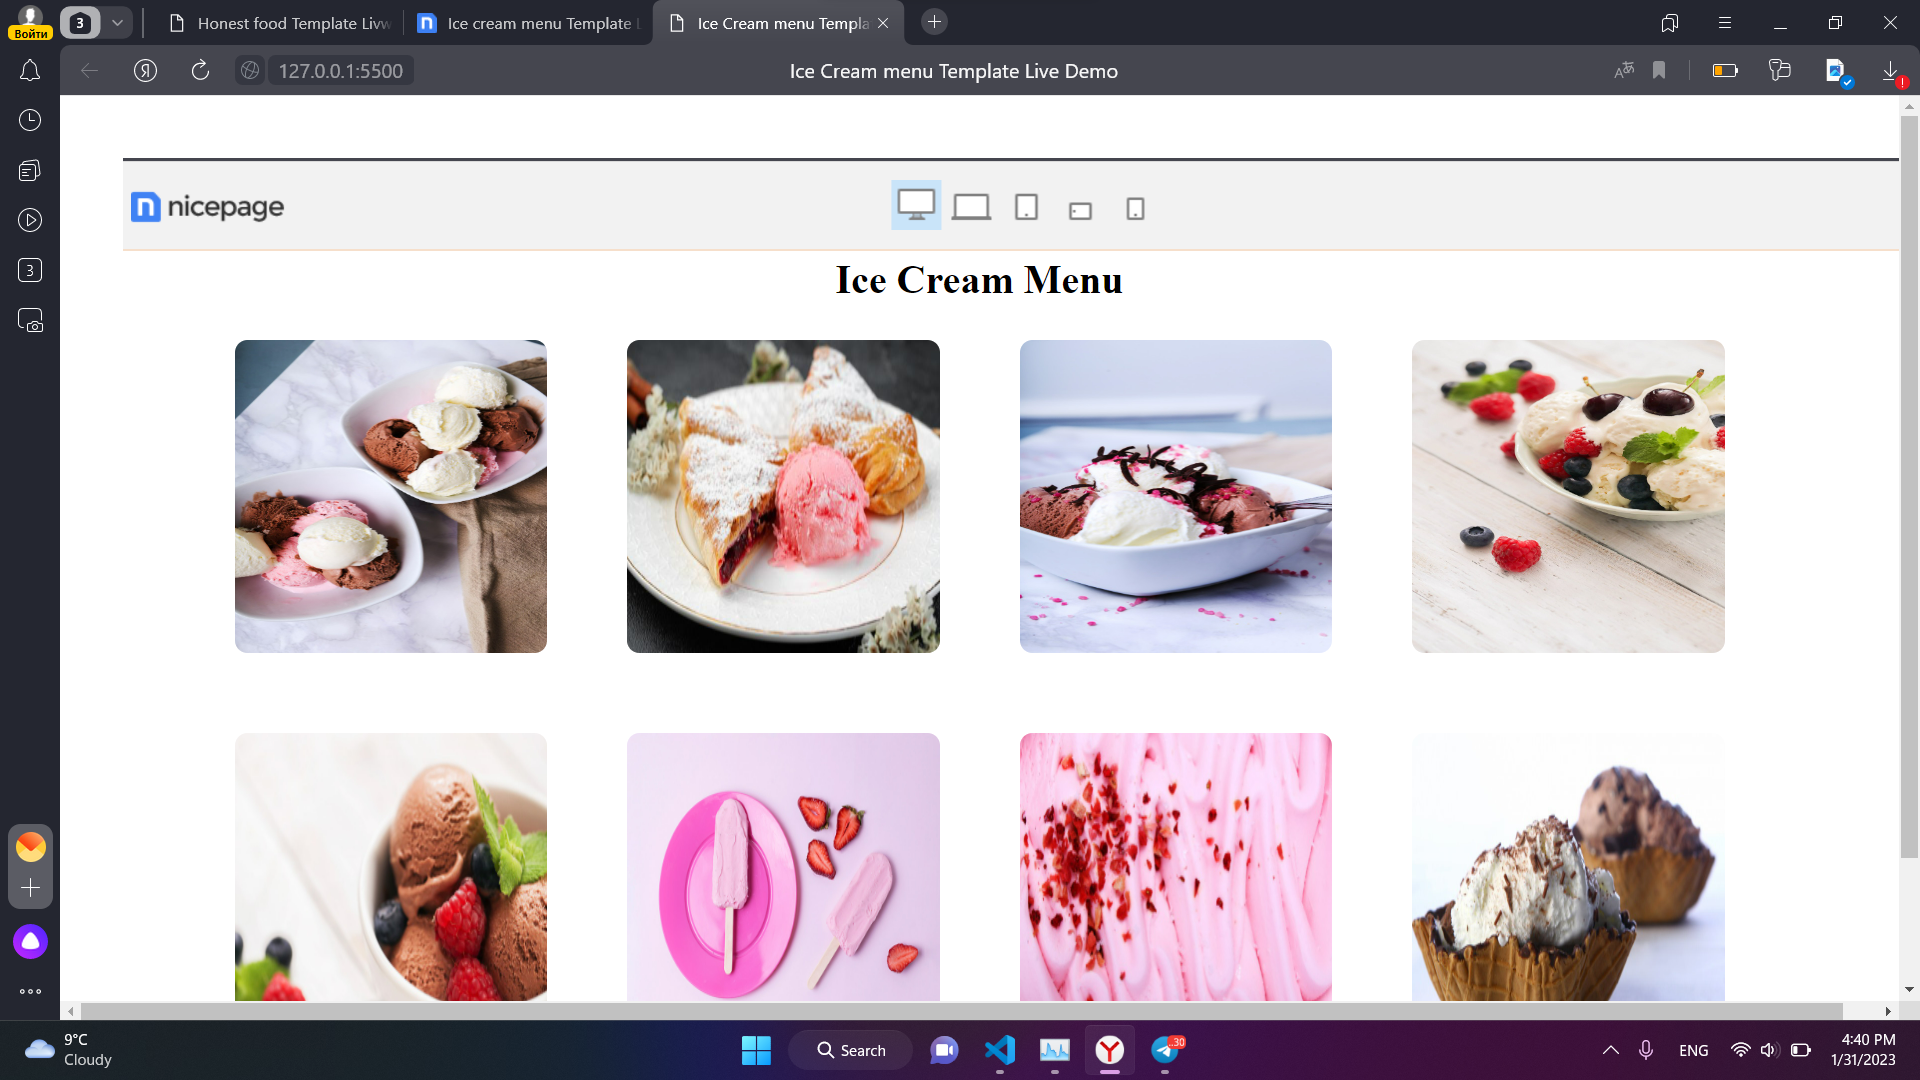 3
Honest food Template Livw
Ice cream menu Template L
Ice Cream menu Templa
Войти
Я
127.0.0.1:5500
Ice Cream menu Template Live Demo
!
3
n nicepage
Ice Cream Menu
9°C
Cloudy
Search
Y
..30
ENG
4:40 PM
1/31/2023